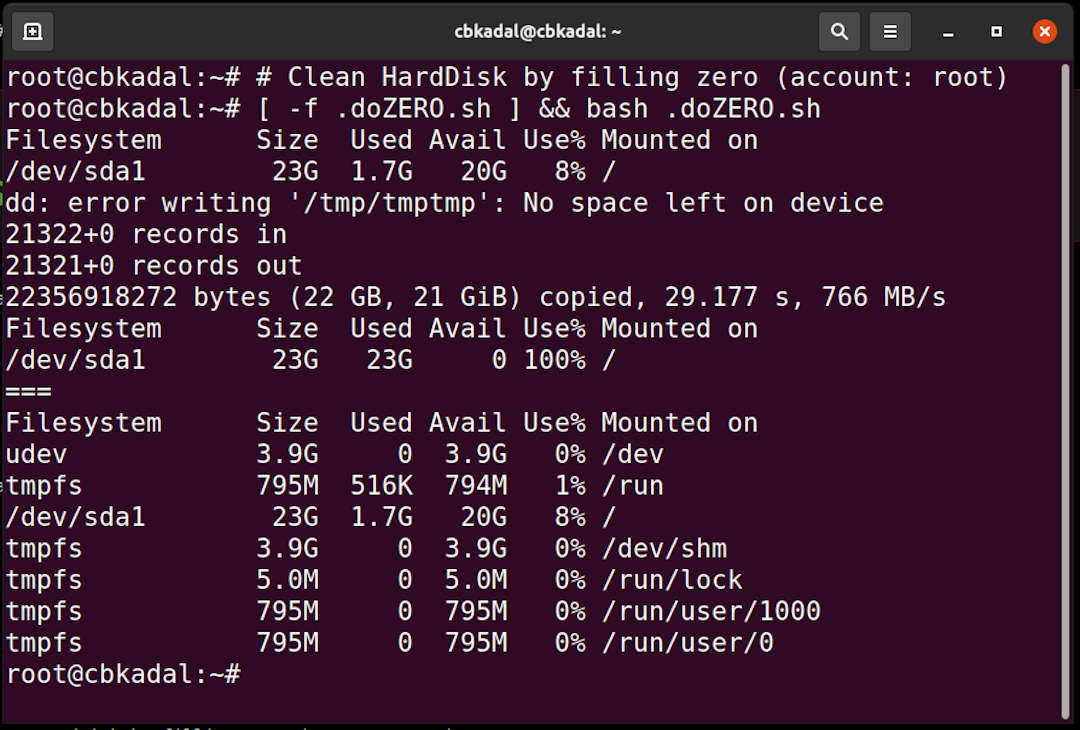 cbkadal@cbkadal: ~
root@cbkadal:~# # Clean HardDisk by filling zero (account: root)
root@cbkadal:~# [ -f .doZERO.sh ] && bash .doZERO.sh
Filesystem      Size  Used Avail Use% Mounted on
/dev/sda1        23G  1.7G   20G   8% /
dd: error writing '/tmp/tmptmp': No space left on device
21322+0 records in
21321+0 records out
22356918272 bytes (22 GB, 21 GiB) copied, 29.177 s, 766 MB/s
Filesystem      Size  Used Avail Use% Mounted on
/dev/sda1        23G   23G     0 100% /
===
Filesystem      Size  Used Avail Use% Mounted on
udev            3.9G     0  3.9G   0% /dev
tmpfs           795M  516K  794M   1% /run
/dev/sda1        23G  1.7G   20G   8% /
tmpfs           3.9G     0  3.9G   0% /dev/shm
tmpfs           5.0M     0  5.0M   0% /run/lock
tmpfs           795M     0  795M   0% /run/user/1000
tmpfs           795M     0  795M   0% /run/user/0
root@cbkadal:~#